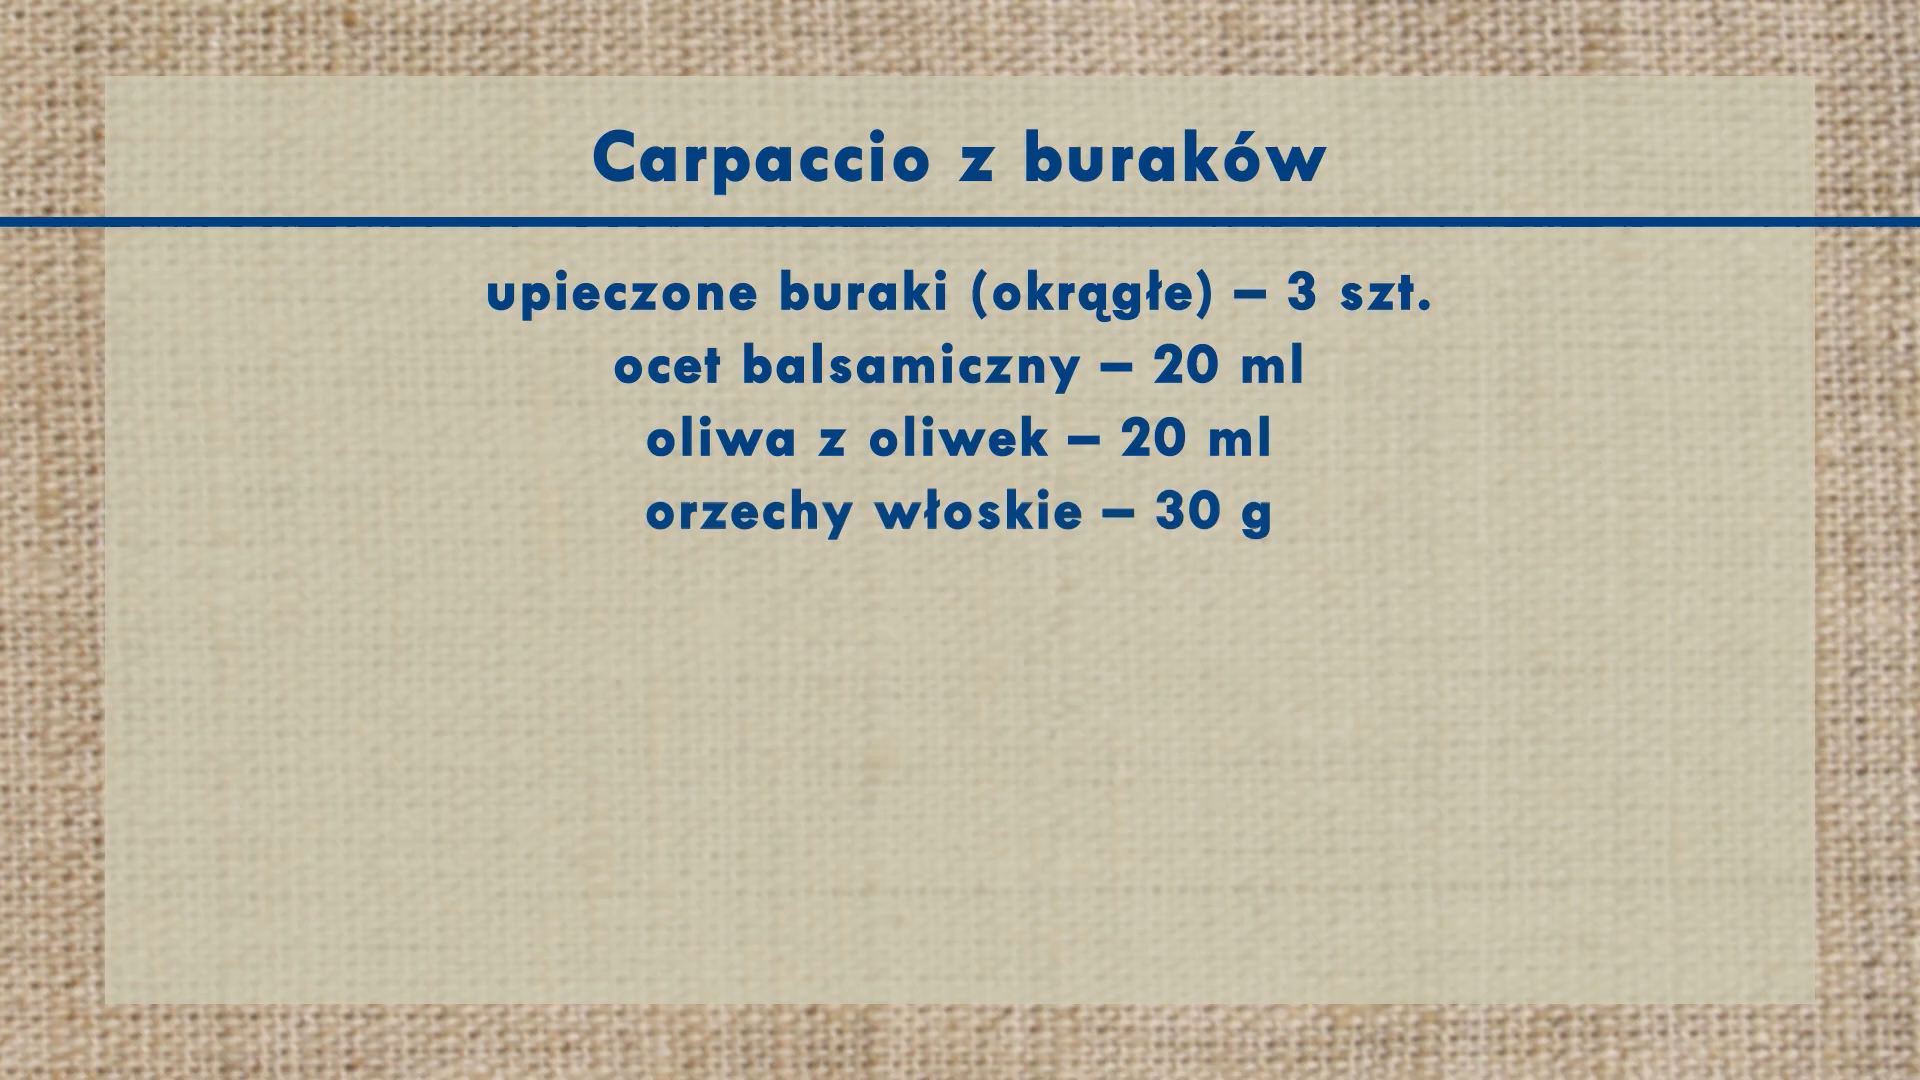 Carpaccio z buraków
upieczone buraki (okrągłe) – 3 szt.
ocet balsamiczny – 20 ml
oliwa z oliwek – 20 ml
orzechy włoskie – 30 g